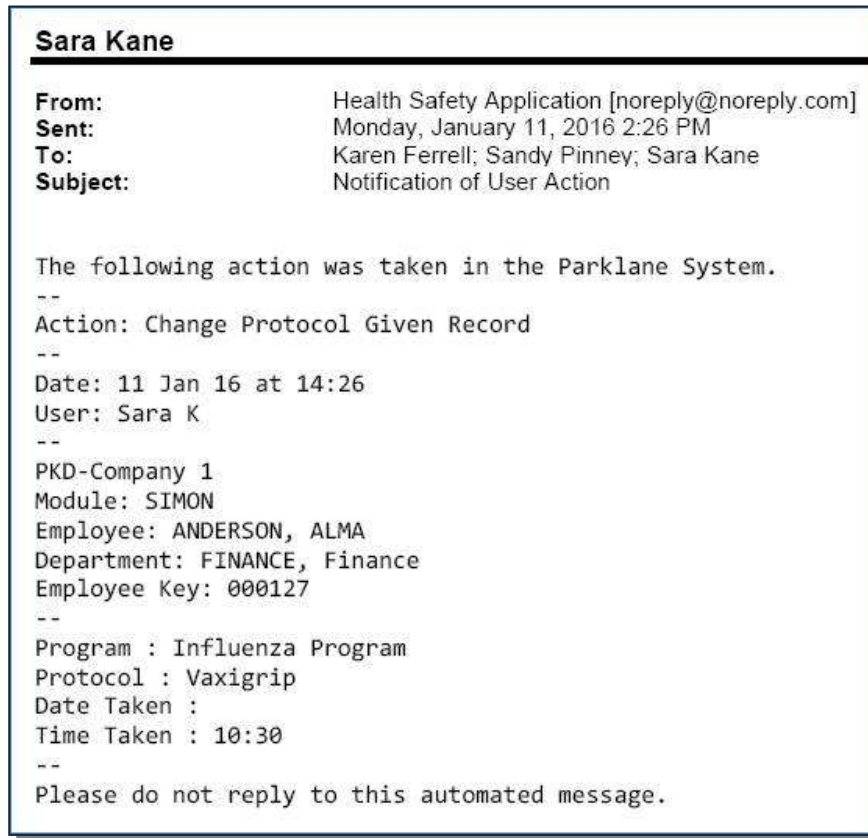 Sara Kane
From: Health Safety Application [noreply@noreply.com]
Sent: Monday, January 11, 2016 2:26 PM
To: Karen Ferrell; Sandy Pinney; Sara Kane
Subject: Notification of User Action
The following action was taken in the Parklane System.
--
Action: Change Protocol Given Record
--
Date: 11 Jan 16 at 14:26
User: Sara K
--
PKD-Company 1
Module: SIMON
Employee: ANDERSON, ALMA
Department: FINANCE, Finance
Employee Key: 000127
--
Program : Influenza Program
Protocol : Vaxigrip
Date Taken :
Time Taken : 10:30
--
Please do not reply to this automated message.